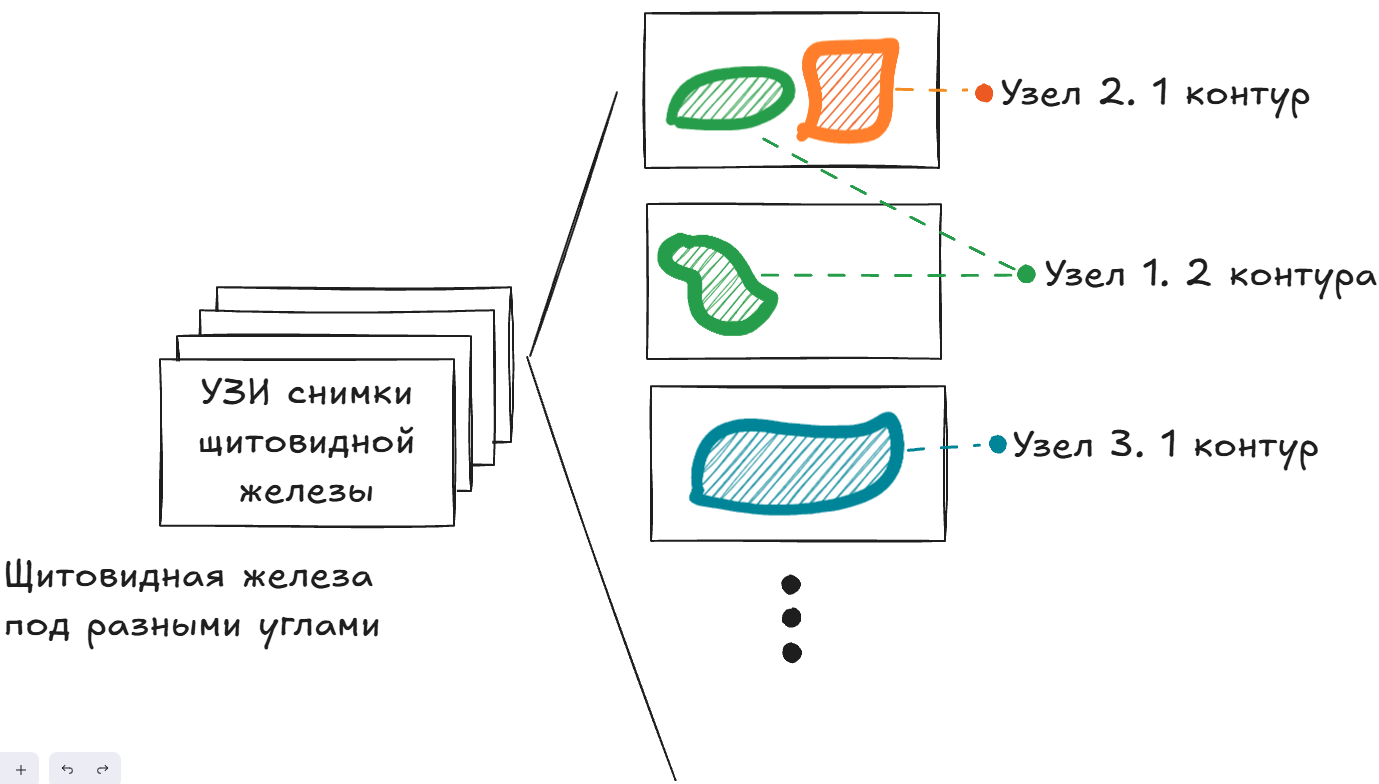 Узел 2. 1 контур
Узел 1. 2 контура
УЗИ снимки
щитовидной
железы
Узел 3. 1 контур
Щитовидная железа
под разными углами